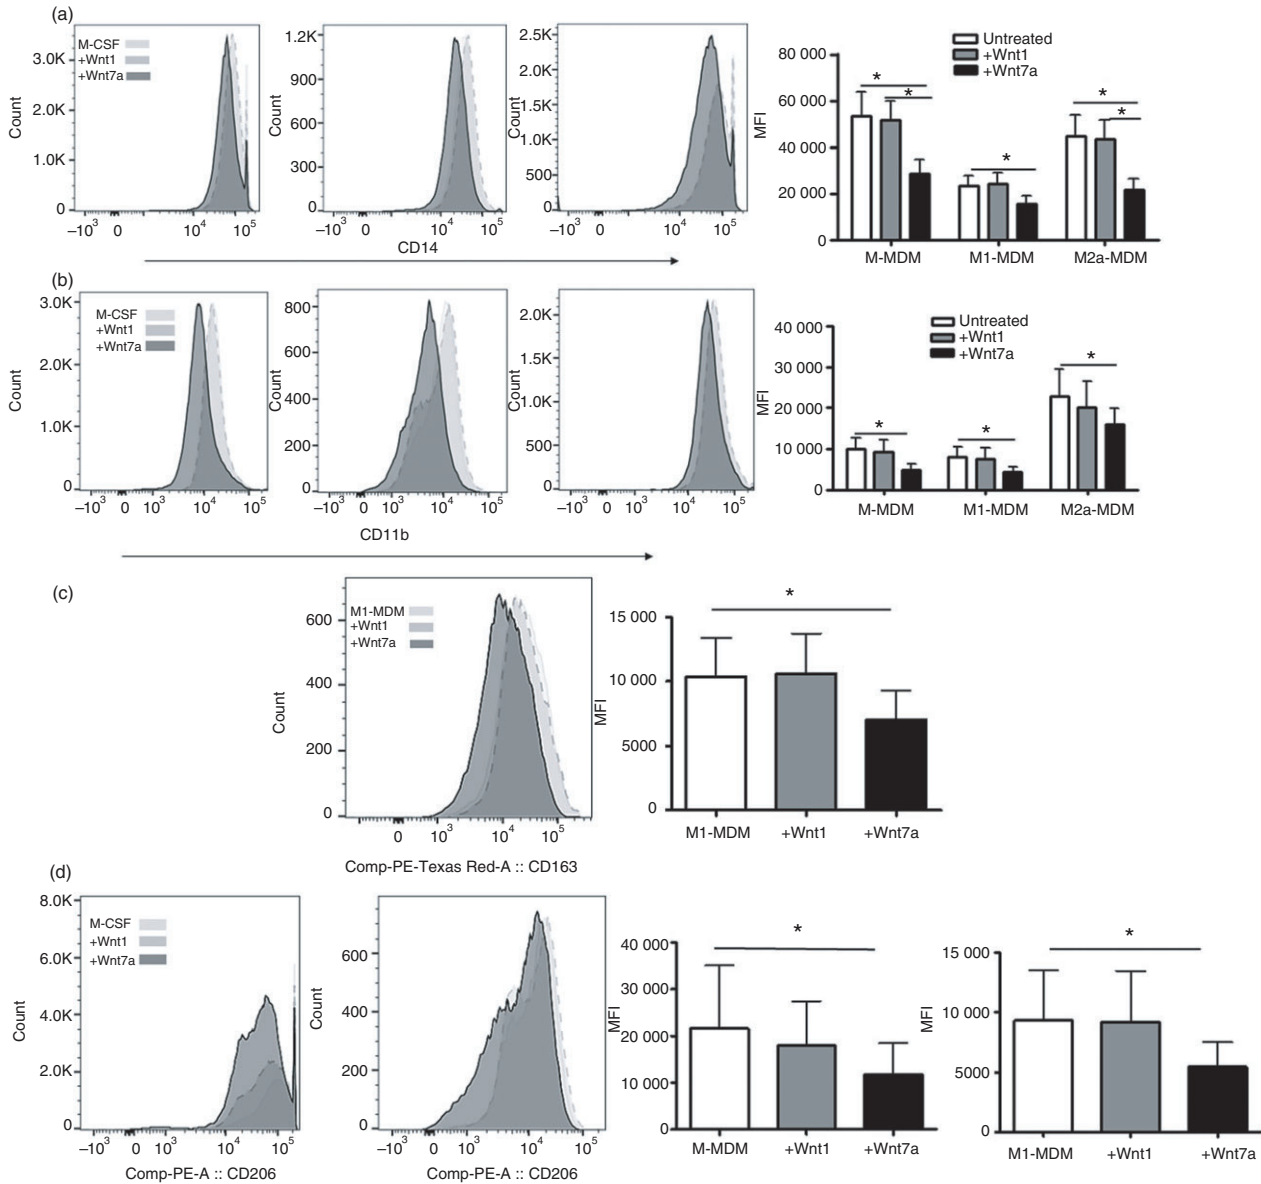 (a)
M-CSF
+Wnt1
+Wnt7a
Count
3.0K
2.0K
1.0K
0
–10³ 0 10⁴ 10⁵
Count
1.2K
900
600
300
0
–10³ 0 10⁴ 10⁵
CD14
Count
2.5K
2.0K
1.5K
1.0K
500
0
–10³ 0 10⁴ 10⁵
Untreated
+Wnt1
+Wnt7a
MFI
80 000
60 000
40 000
20 000
0
* * * * *
M-MDM M1-MDM M2a-MDM
(b)
M-CSF
+Wnt1
+Wnt7a
Count
3.0K
2.0K
1.0K
0
–10³ 0 10³ 10⁴ 10⁵
Count
800
600
400
200
0
–10³ 0 10³ 10⁴ 10⁵
CD11b
Count
2.0K
1.5K
1.0K
500
0
–10³ 0 10³ 10⁴ 10⁵
Untreated
+Wnt1
+Wnt7a
MFI
40 000
30 000
20 000
10 000
0
* * *
M-MDM M1-MDM M2a-MDM
(c)
M1-MDM
+Wnt1
+Wnt7a
Count
600
400
200
0
0 10³ 10⁴ 10⁵
Comp-PE-Texas Red-A :: CD163
MFI
15 000
10 000
5000
0
*
M1-MDM +Wnt1 +Wnt7a
(d)
M-CSF
+Wnt1
+Wnt7a
Count
8.0K
6.0K
4.0K
2.0K
0
–10³ 0 10³ 10⁴ 10⁵
Comp-PE-A :: CD206
Count
600
400
200
0
–10³ 0 10³ 10⁴ 10⁵
Comp-PE-A :: CD206
MFI
40 000
30 000
20 000
10 000
0
*
M-MDM +Wnt1 +Wnt7a
MFI
15 000
10 000
5000
0
*
M1-MDM +Wnt1 +Wnt7a